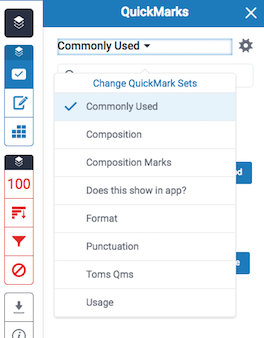 QuickMarks
Commonly Used
Change QuickMark Sets
Commonly Used
Composition
Composition Marks
Does this show in app?
Format
Punctuation
Toms Qms
Usage
100